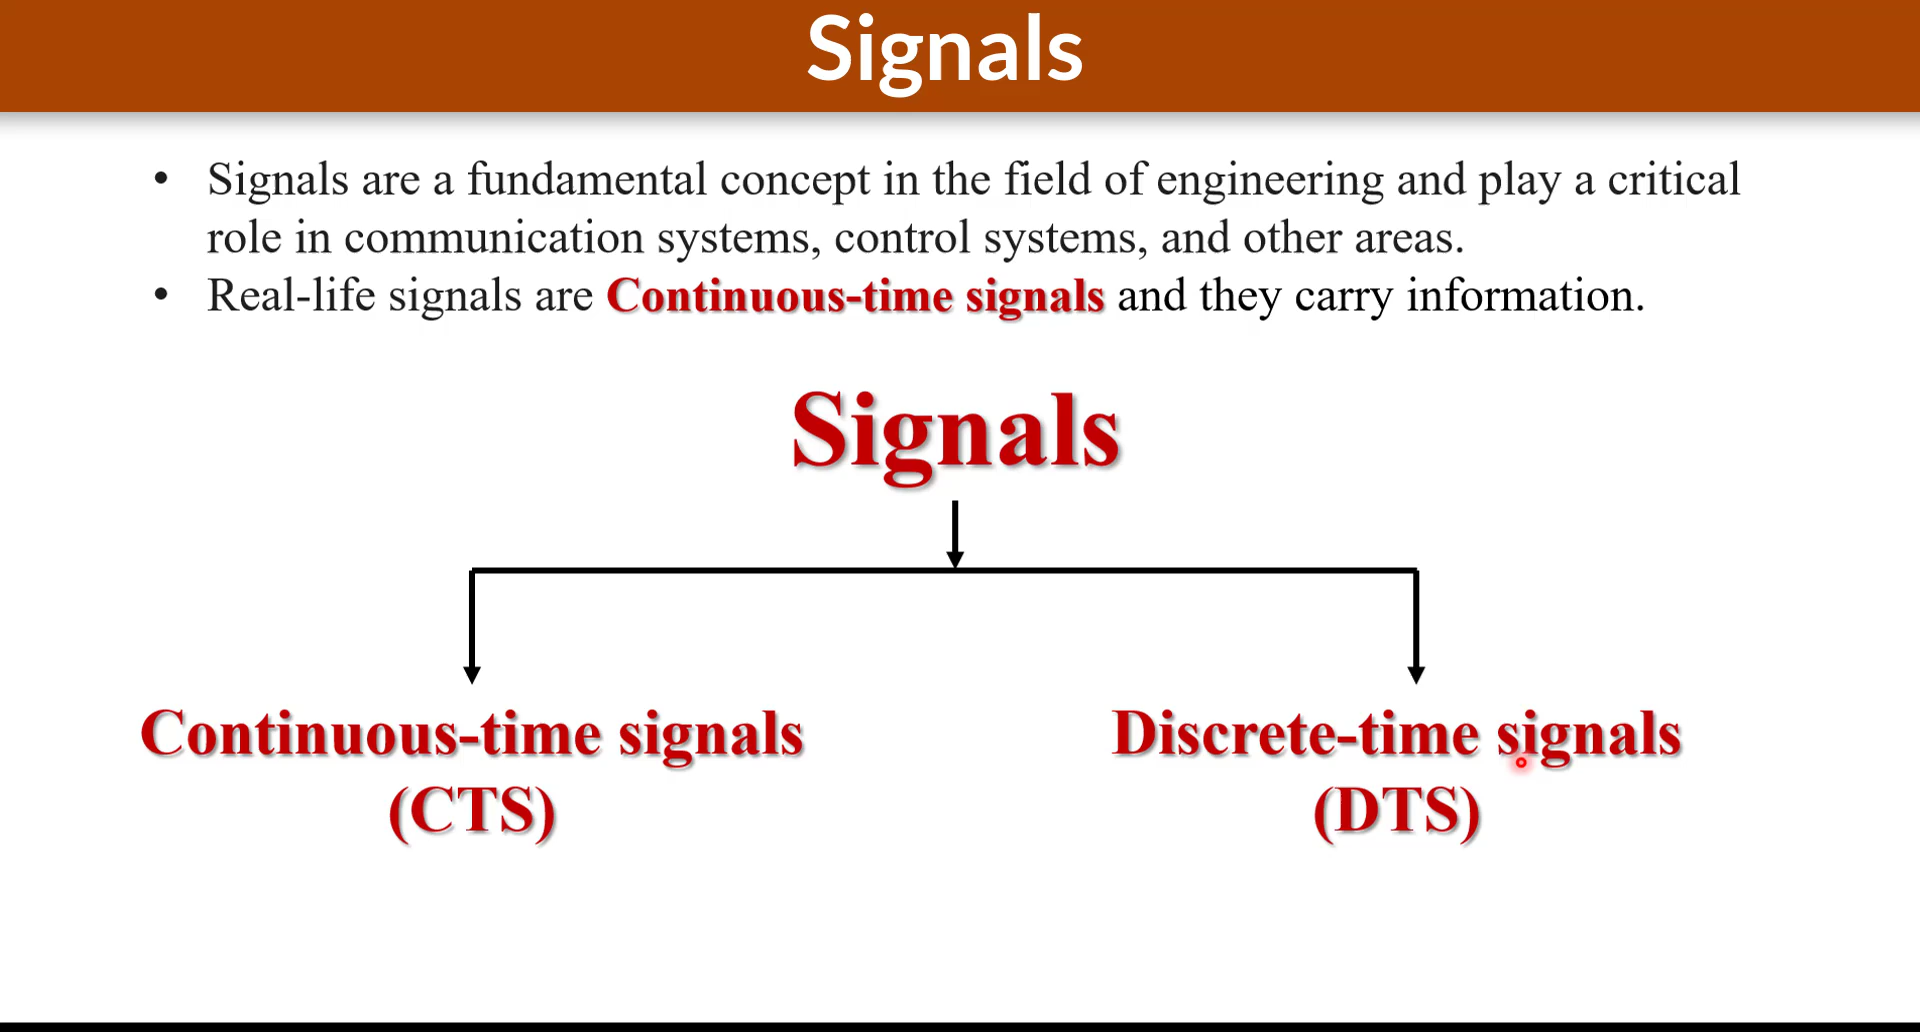 Signals
• Signals are a fundamental concept in the field of engineering and play a critical
role in communication systems, control systems, and other areas.
• Real-life signals are Continuous-time signals and they carry information.
Signals
Continuous-time signals
(CTS)
Discrete-time signals
(DTS)